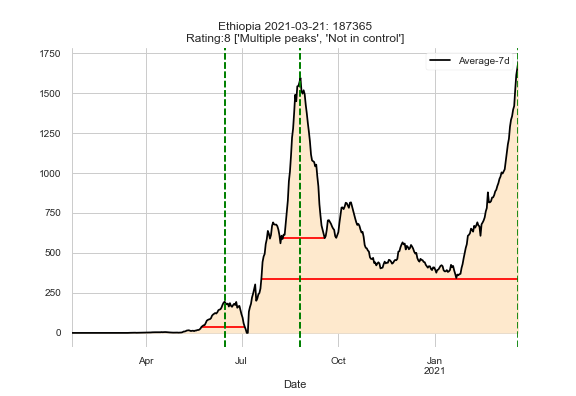 Ethiopia 2021-03-21: 187365
Rating:8 ['Multiple peaks', 'Not in control']
Average-7d
1750
1500
1250
1000
750
500
250
0
Apr
Jul
Oct
Jan
2021
Date